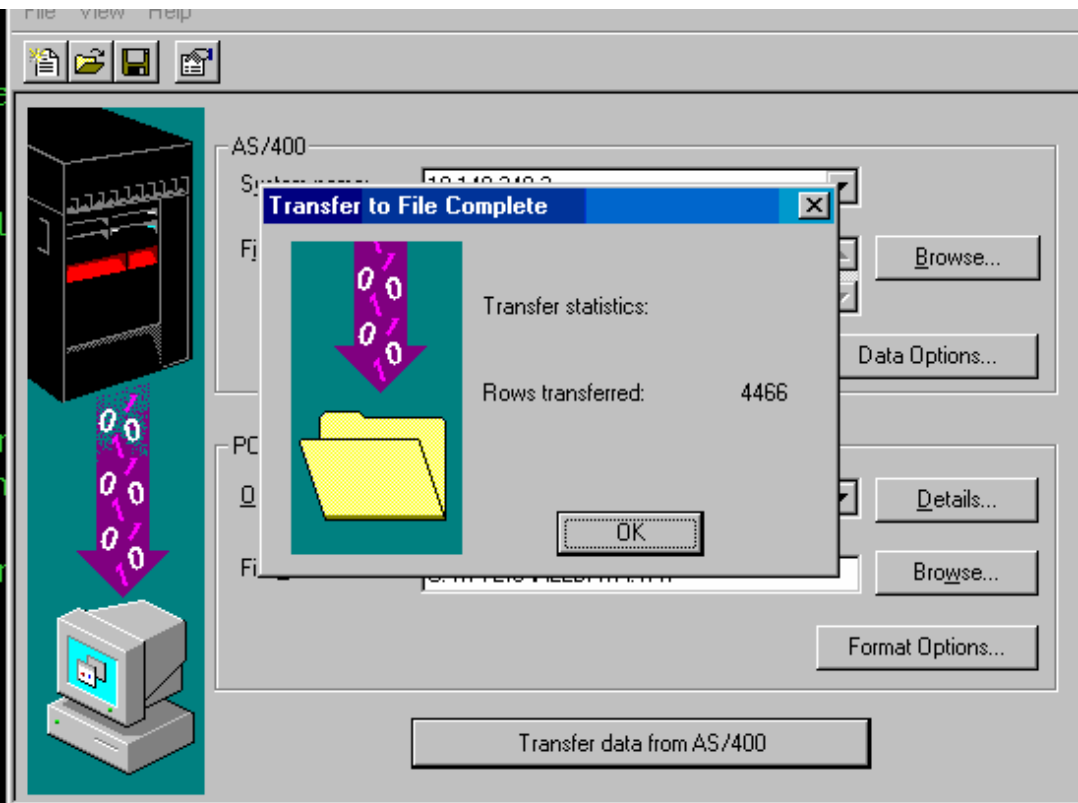 File View Help
AS/400
Transfer to File Complete
Browse...
Transfer statistics:
Data Options...
Rows transferred: 4466
PC
Details...
OK
Browse...
Format Options...
Transfer data from AS/400